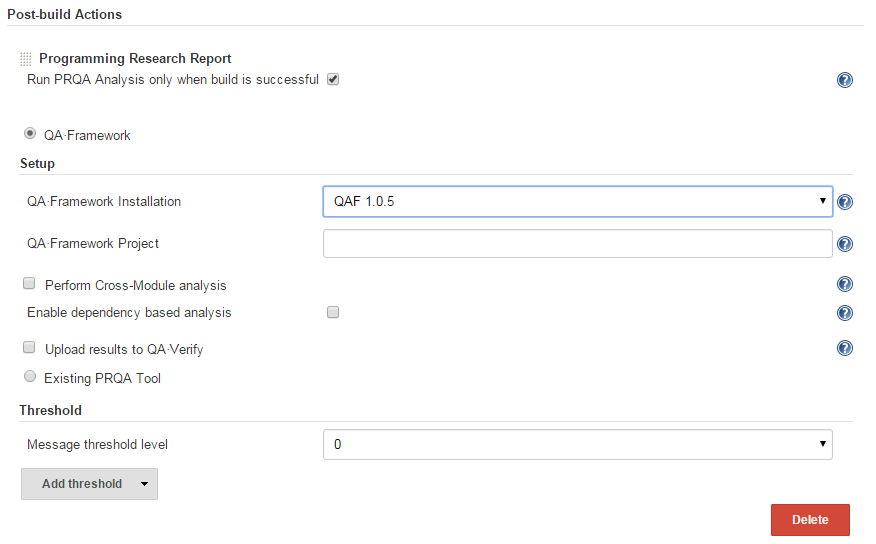 Post-build Actions
Programming Research Report
Run PRQA Analysis only when build is successful
QA·Framework
Setup
QA·Framework Installation
QAF 1.0.5
QA·Framework Project
Perform Cross-Module analysis
Enable dependency based analysis
Upload results to QA·Verify
Existing PRQA Tool
Threshold
Message threshold level
0
Add threshold
Delete